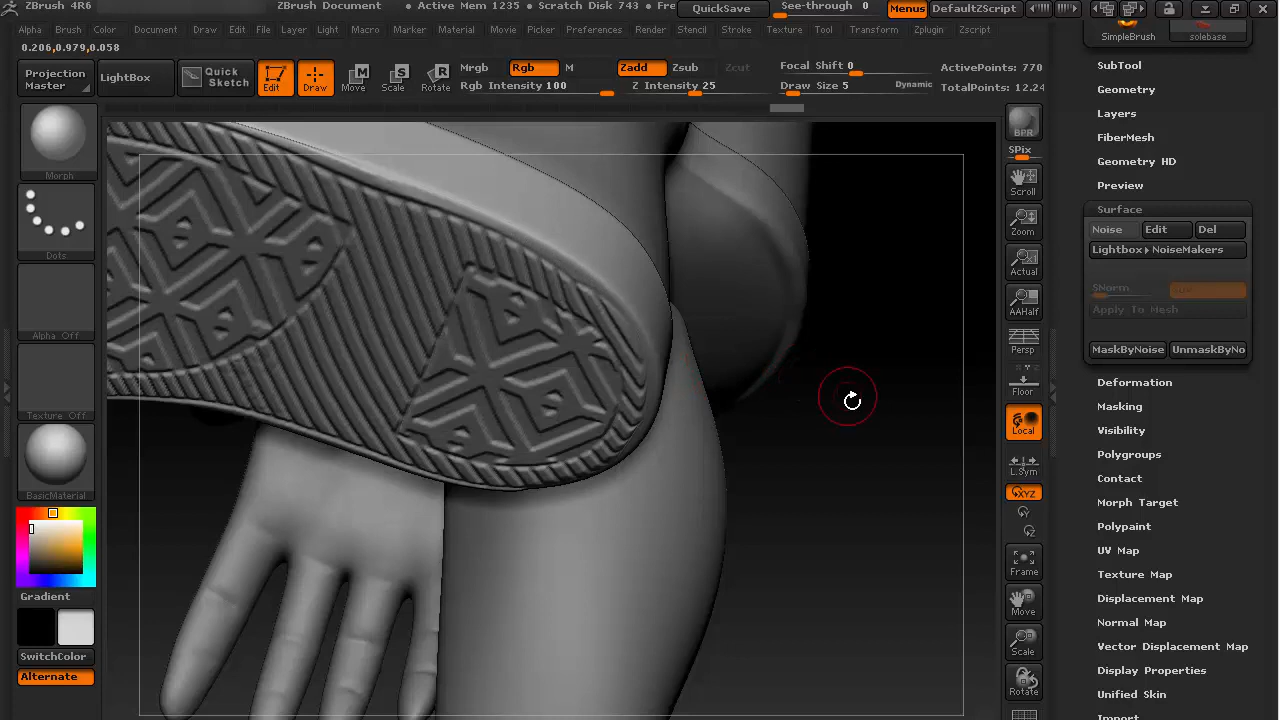 ZBrush 4R6 ZBrush Document • Active Mem 1235 • Scratch Disk 743 • Fre QuickSave See-through 0 Menus DefaultZScript
Alpha Brush Color Document Draw Edit File Layer Light Macro Marker Material Movie Picker Preferences Render Stencil Stroke Texture Tool Transform Zplugin Zscript
0.206,0.979,0.058
Projection Master LightBox Quick Sketch Edit Draw Move Scale Rotate
Mrgb Rgb M Zadd Zsub Zcut Focal Shift 0 ActivePoints: 770
Rgb Intensity 100 Z Intensity 25 Draw Size 5 Dynamic TotalPoints: 12.24
Morph
Dots
Alpha Off
Texture Off
BasicMaterial
Gradient
SwitchColor
Alternate
BPR
SPix
Scroll
Zoom
Actual
AAHalf
Persp
Floor
Local
L.Sym
XYZ
Y
Z
Frame
Move
Scale
Rotate
SimpleBrush solebase
SubTool
Geometry
Layers
FiberMesh
Geometry HD
Preview
Surface
Noise Edit Del
Lightbox▸NoiseMakers
SNorm
Apply To Mesh
MaskByNoise UnmaskByNo
Deformation
Masking
Visibility
Polygroups
Contact
Morph Target
Polypaint
UV Map
Texture Map
Displacement Map
Normal Map
Vector Displacement Map
Display Properties
Unified Skin
Import